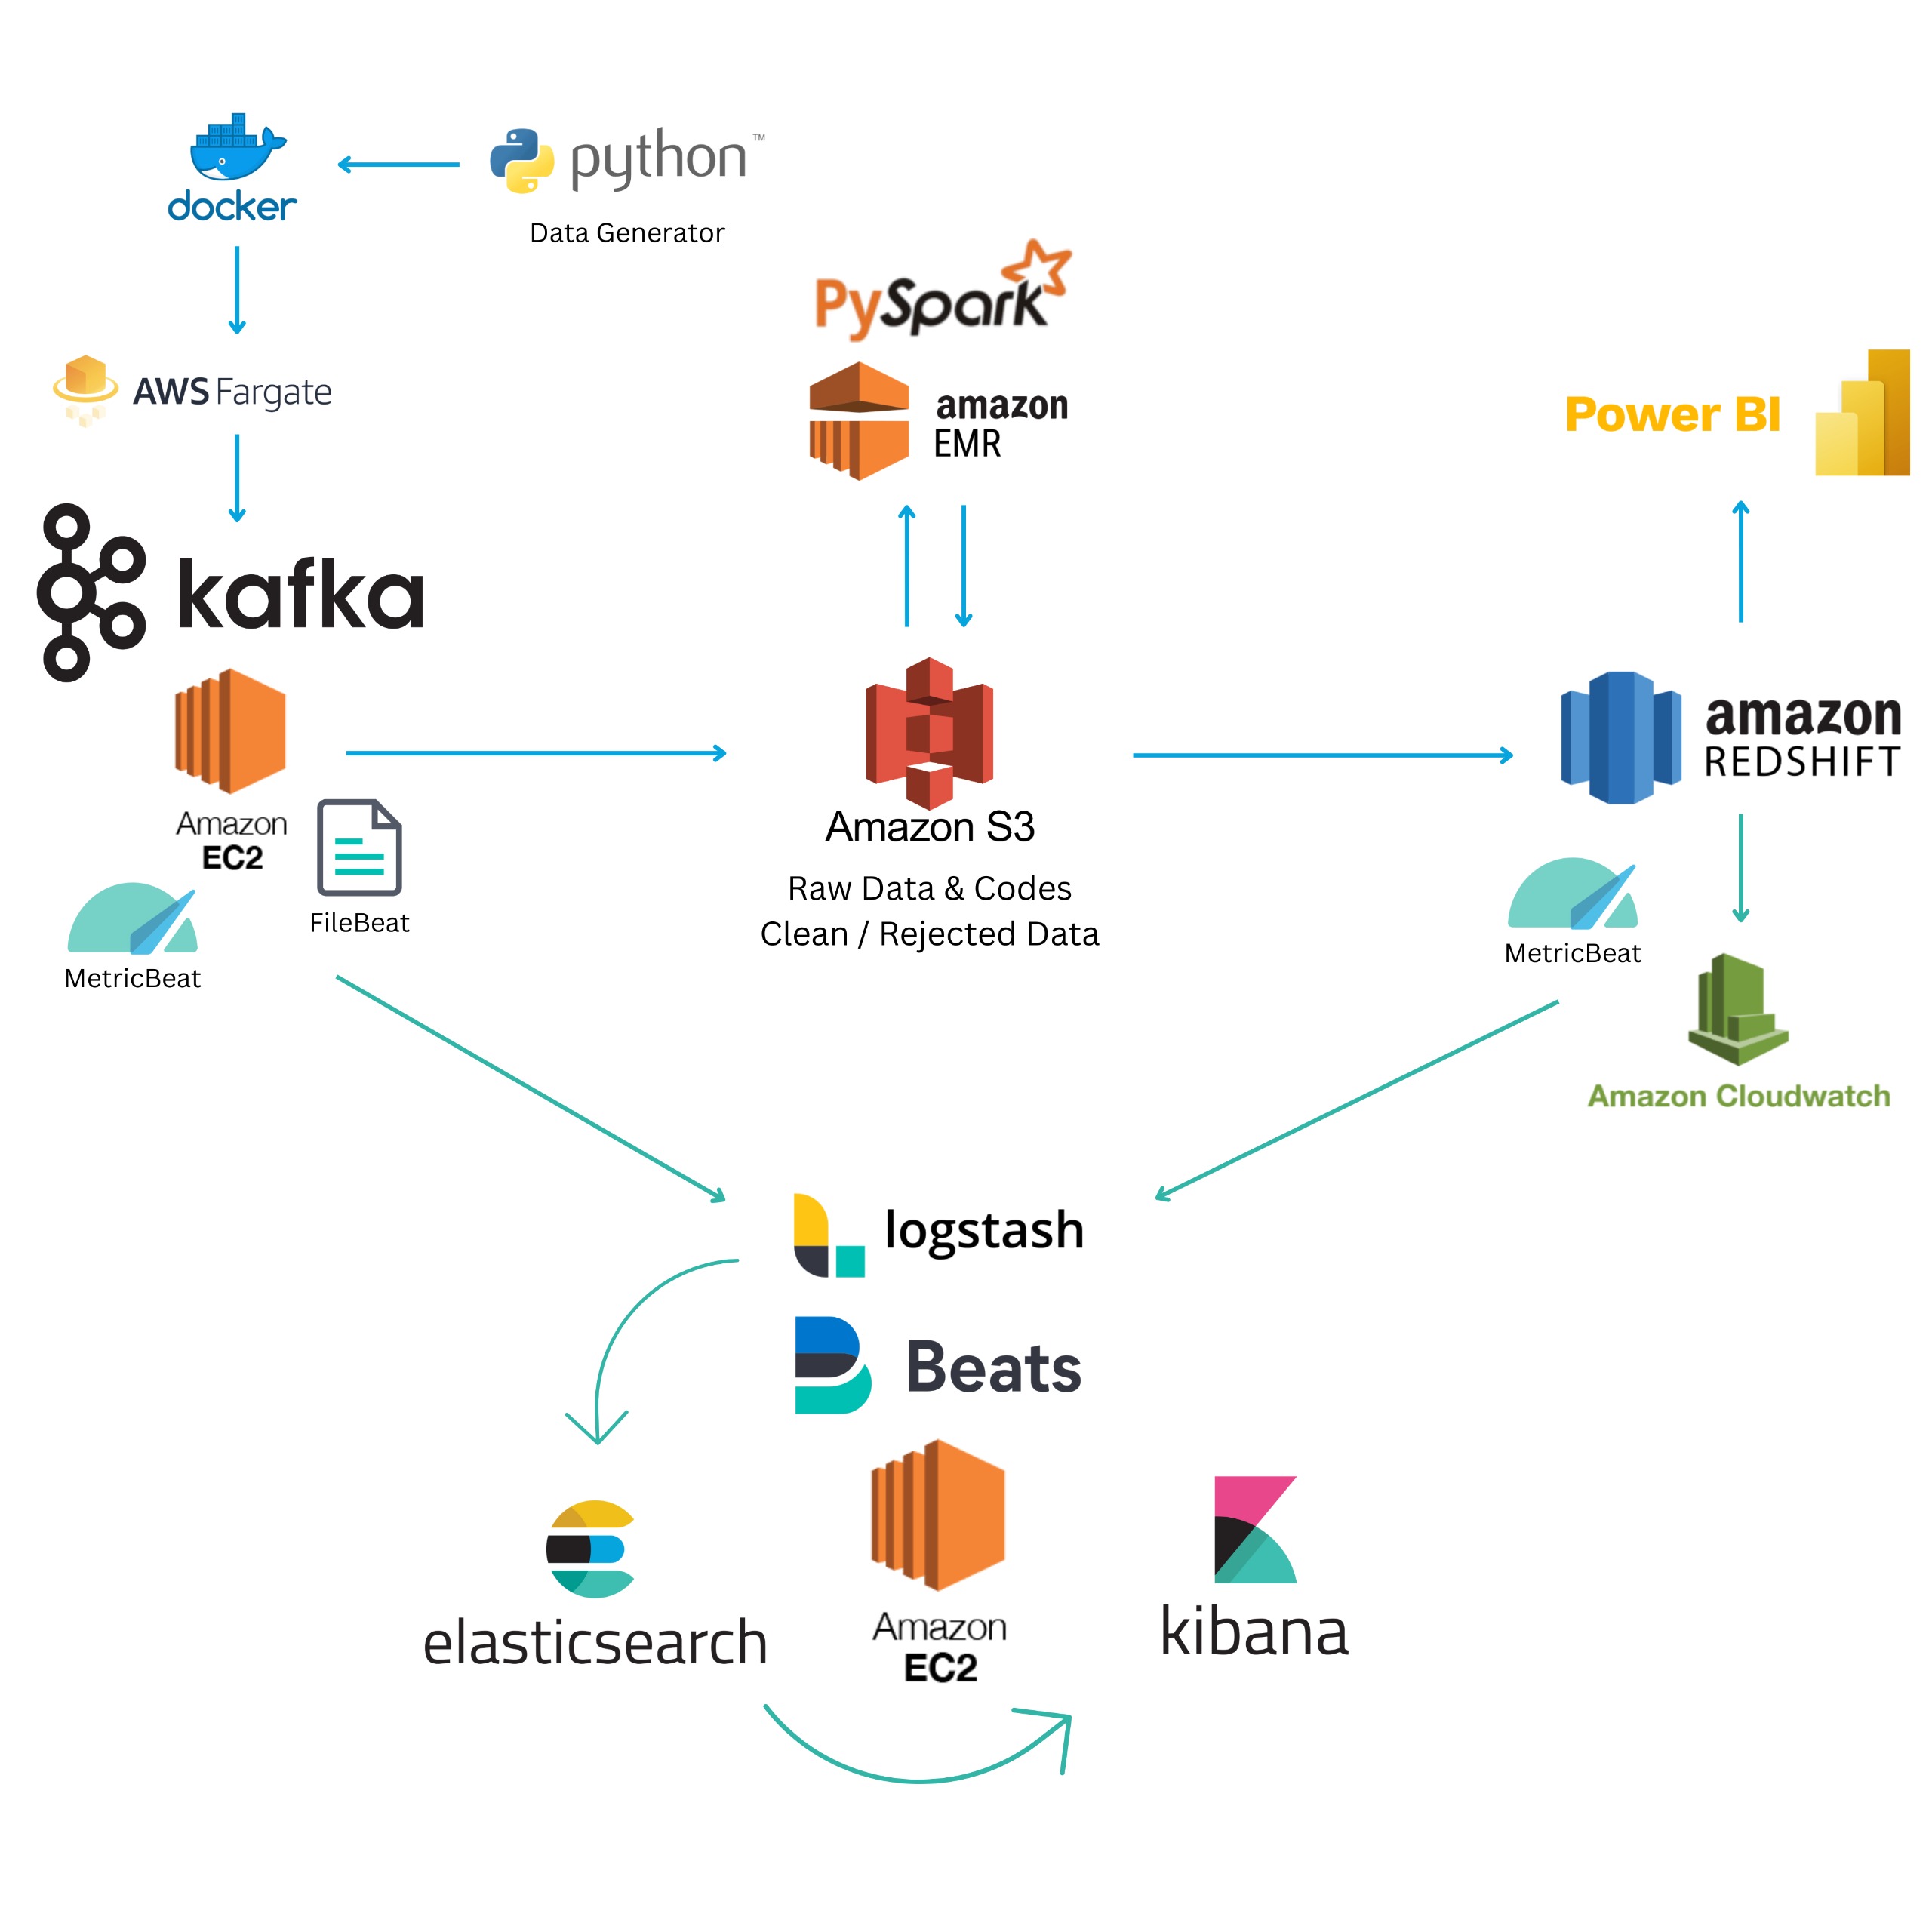 docker
python™
Data Generator
PySpark
AWS Fargate
amazon
EMR
Power BI
kafka
amazon
REDSHIFT
Amazon
EC2
Amazon S3
Raw Data & Codes
Clean / Rejected Data
FileBeat
MetricBeat
MetricBeat
Amazon Cloudwatch
logstash
Beats
elasticsearch
Amazon
EC2
kibana